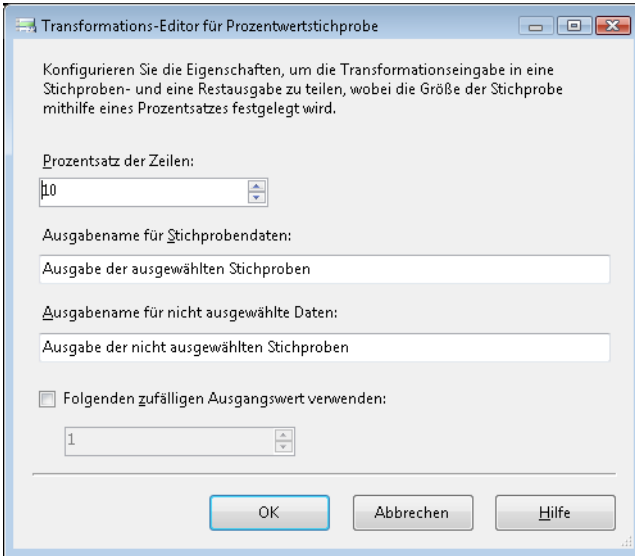 Transformations-Editor für Prozentwertstichprobe
Konfigurieren Sie die Eigenschaften, um die Transformationseingabe in eine
Stichproben- und eine Restausgabe zu teilen, wobei die Größe der Stichprobe
mithilfe eines Prozentsatzes festgelegt wird.
Prozentsatz der Zeilen:
10
Ausgabename für Stichprobendaten:
Ausgabe der ausgewählten Stichproben
Ausgabename für nicht ausgewählte Daten:
Ausgabe der nicht ausgewählten Stichproben
Folgenden zufälligen Ausgangswert verwenden:
1
OK Abbrechen Hilfe